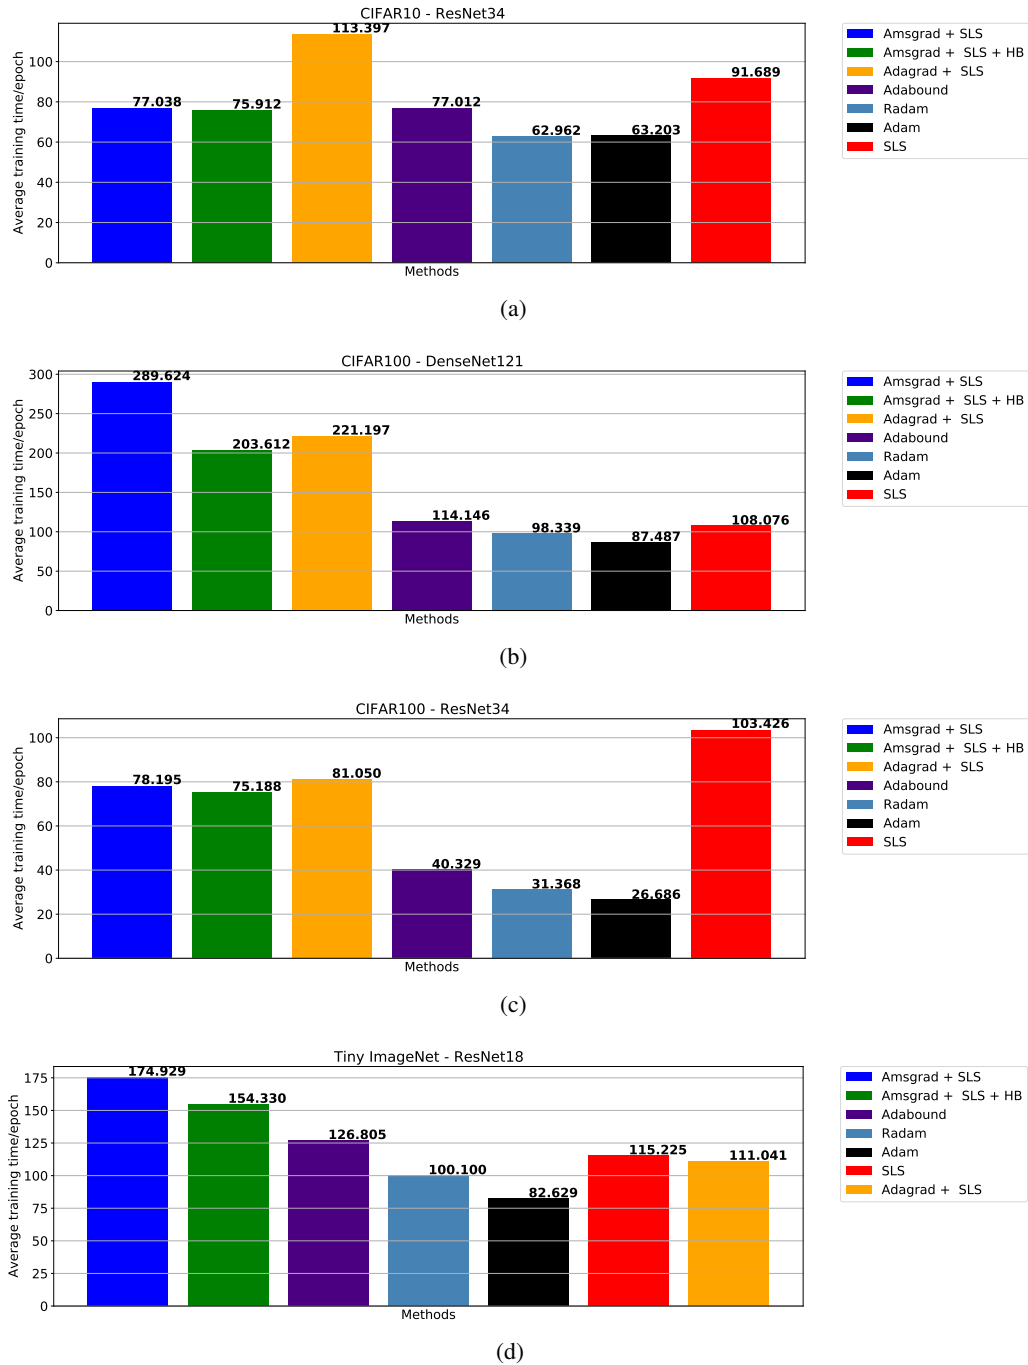 CIFAR10 - ResNet34
Average training time/epoch
100
80
60
40
20
0
77.038
75.912
113.397
77.012
62.962
63.203
91.689
Methods
Amsgrad + SLS
Amsgrad + SLS + HB
Adagrad + SLS
Adabound
Radam
Adam
SLS
(a)
CIFAR100 - DenseNet121
Average training time/epoch
300
250
200
150
100
50
0
289.624
203.612
221.197
114.146
98.339
87.487
108.076
Methods
Amsgrad + SLS
Amsgrad + SLS + HB
Adagrad + SLS
Adabound
Radam
Adam
SLS
(b)
CIFAR100 - ResNet34
Average training time/epoch
100
80
60
40
20
0
78.195
75.188
81.050
40.329
31.368
26.686
103.426
Methods
Amsgrad + SLS
Amsgrad + SLS + HB
Adagrad + SLS
Adabound
Radam
Adam
SLS
(c)
Tiny ImageNet - ResNet18
Average training time/epoch
175
150
125
100
75
50
25
0
174.929
154.330
126.805
100.100
82.629
115.225
111.041
Methods
Amsgrad + SLS
Amsgrad + SLS + HB
Adabound
Radam
Adam
SLS
Adagrad + SLS
(d)